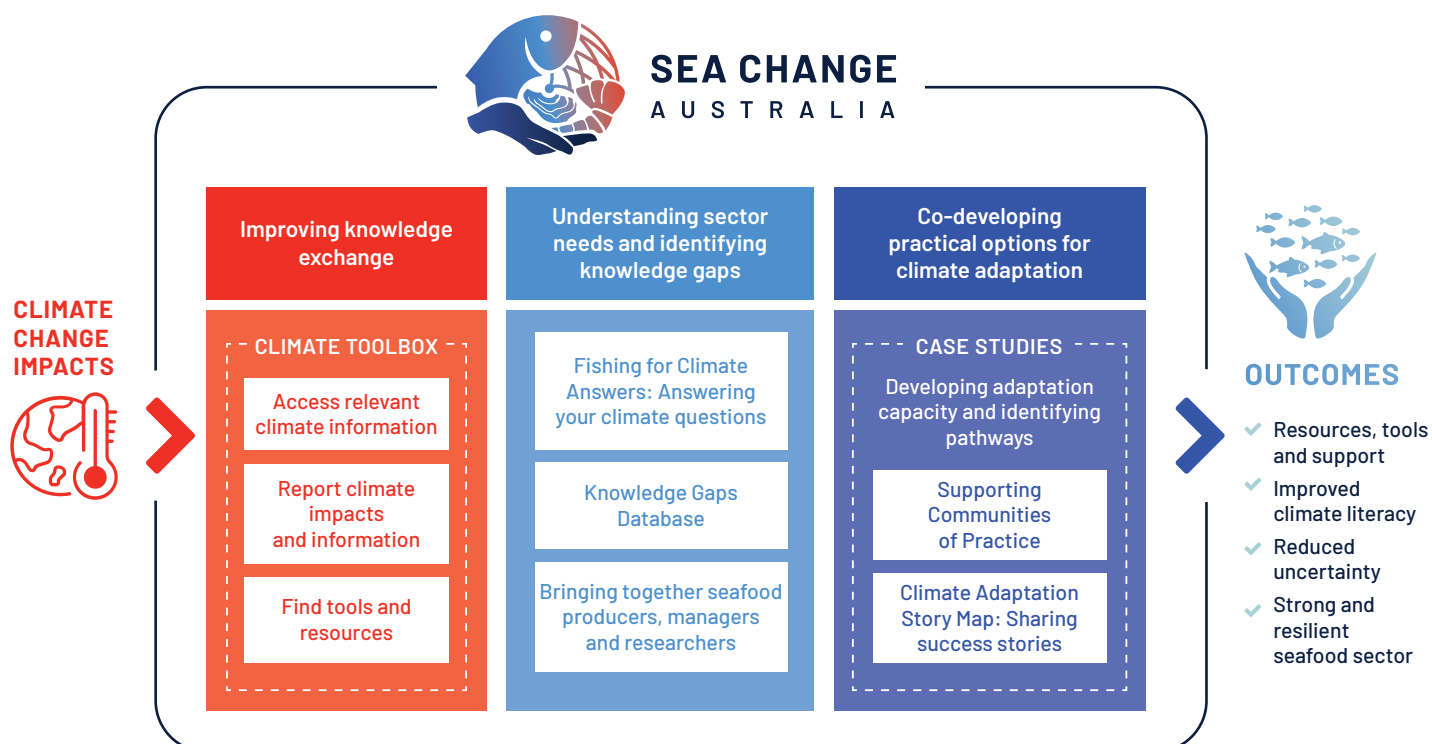 SEA CHANGE
AUSTRALIA
CLIMATE
CHANGE
IMPACTS
Improving knowledge
exchange
CLIMATE TOOLBOX
Access relevant
climate information
Report climate
impacts
and information
Find tools and
resources
Understanding sector
needs and identifying
knowledge gaps
Fishing for Climate
Answers: Answering
your climate questions
Knowledge Gaps
Database
Bringing together seafood
producers, managers
and researchers
Co-developing
practical options for
climate adaptation
CASE STUDIES
Developing adaptation
capacity and identifying
pathways
Supporting
Communities
of Practice
Climate Adaptation
Story Map: Sharing
success stories
OUTCOMES
Resources, tools
and support
Improved
climate literacy
Reduced
uncertainty
Strong and
resilient
seafood sector